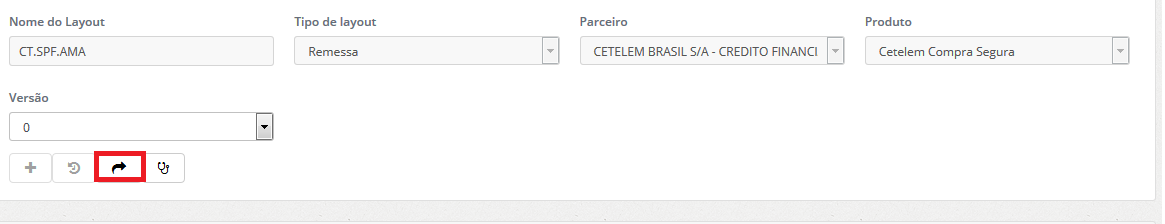 Nome do Layout Tipo de layout Parceiro Produto
CT.SPF.AMA Remessa CETELEM BRASIL S/A - CREDITO FINANCI Cetelem Compra Segura
Versão
0